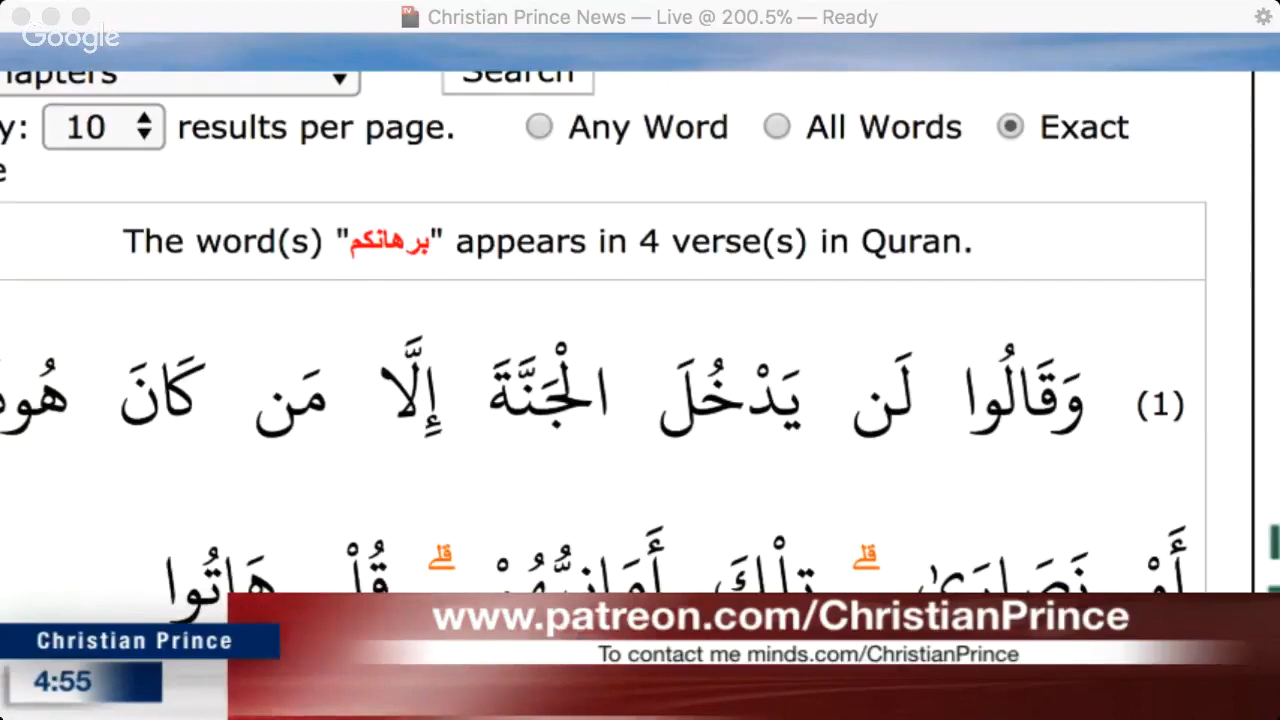 Christian Prince News — Live @ 200.5% — Ready
Google
hapters
Search
y: 10 results per page. Any Word All Words Exact
e
The word(s) "برهانكم" appears in 4 verse(s) in Quran.
(1) وَقَالُوا لَن يَدْخُلَ الْجَنَّةَ إِلَّا مَن كَانَ
أَوْ نَصَارَىٰ ۗ تِلْكَ أَمَانِيُّهُمْ ۗ قُلْ هَاتُوا
www.patreon.com/ChristianPrince
Christian Prince
To contact me minds.com/ChristianPrince
4:55